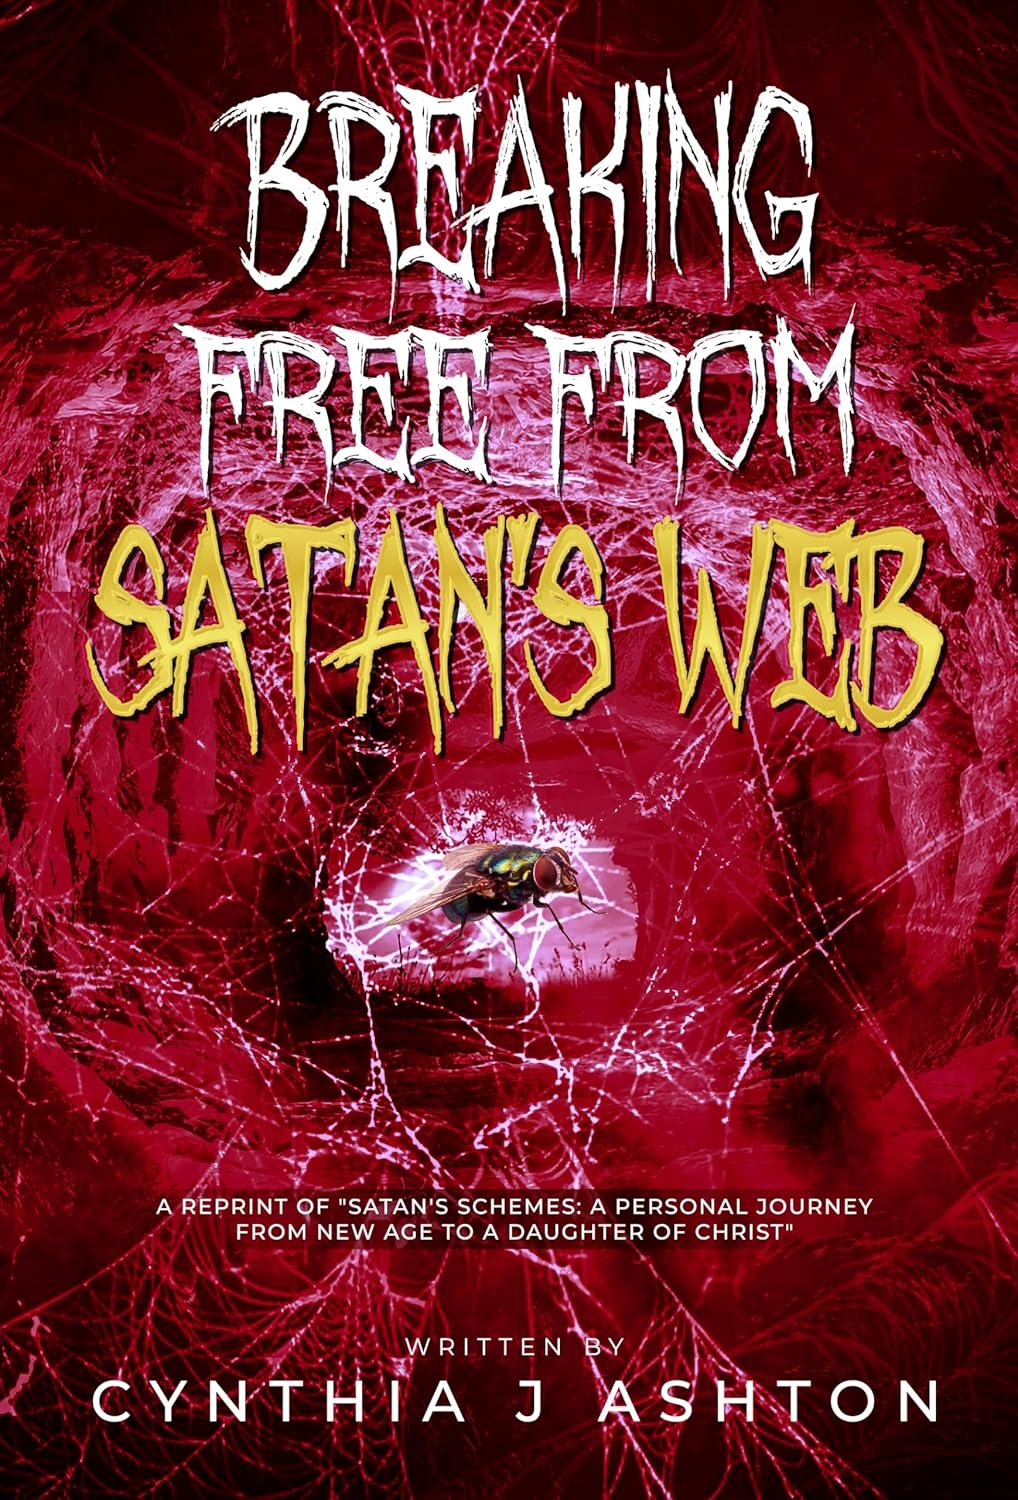 BREAKING
FREE FROM
SATAN'S WEB
A REPRINT OF "SATAN'S SCHEMES: A PERSONAL JOURNEY
FROM NEW AGE TO A DAUGHTER OF CHRIST"
WRITTEN BY
CYNTHIA J ASHTON